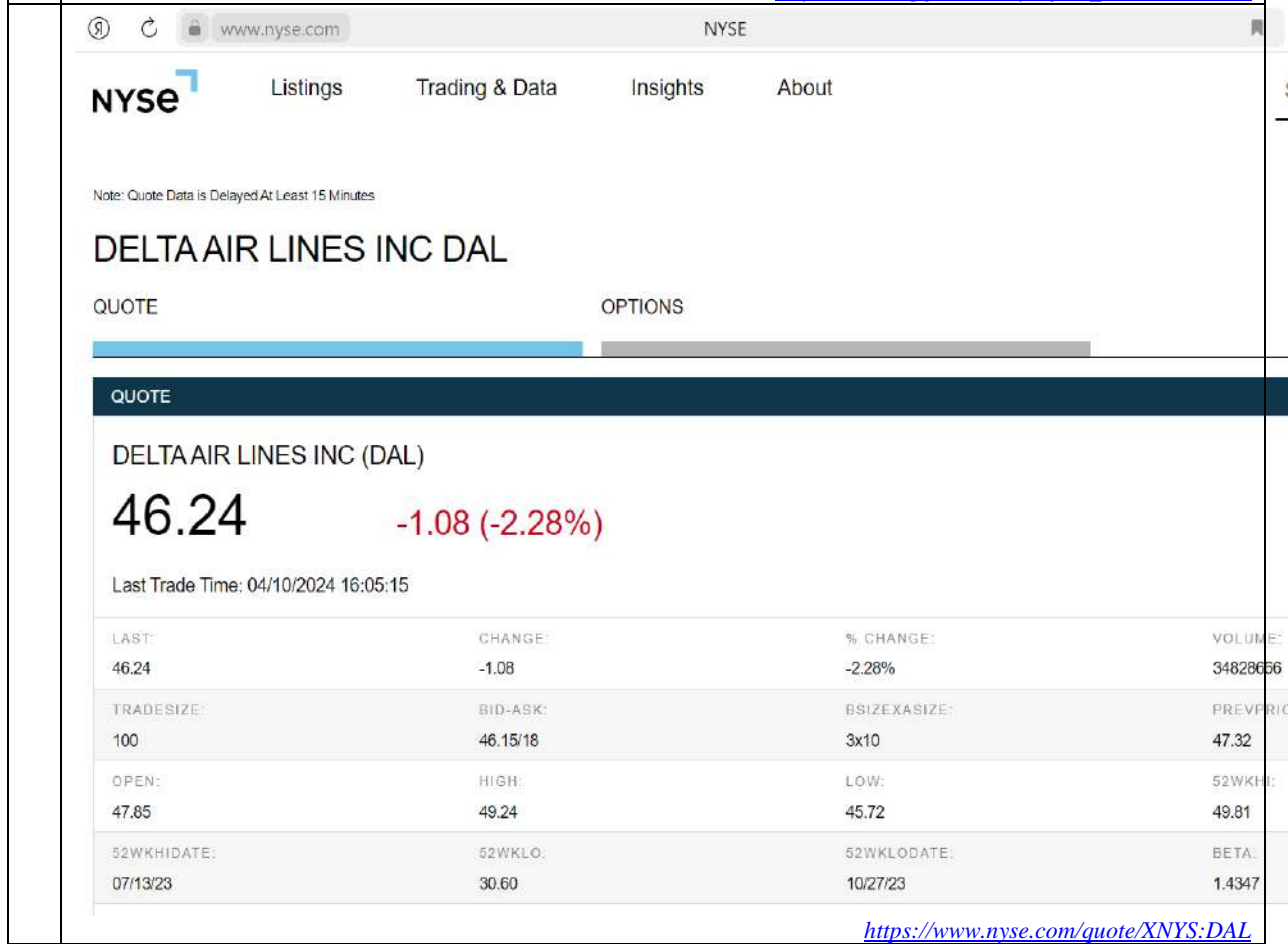 www.nyse.com NYSE
NYSE Listings Trading & Data Insights About
Note: Quote Data is Delayed At Least 15 Minutes
DELTA AIR LINES INC DAL
QUOTE OPTIONS
QUOTE
DELTA AIR LINES INC (DAL)
46.24 -1.08 (-2.28%)
Last Trade Time: 04/10/2024 16:05:15
LAST: CHANGE: % CHANGE: VOLUME:
46.24 -1.08 -2.28% 34828666
TRADESIZE: BID-ASK: BSIZEXASIZE: PREVPRIC
100 46.15/18 3x10 47.32
OPEN: HIGH: LOW: 52WKHI:
47.85 49.24 45.72 49.81
52WKHIDATE: 52WKLO: 52WKLODATE: BETA:
07/13/23 30.60 10/27/23 1.4347
https://www.nyse.com/quote/XNYS:DAL